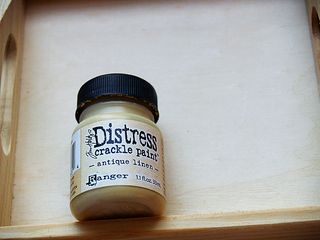 Tim Holtz
Distress
crackle paint
- antique linen -
Ranger